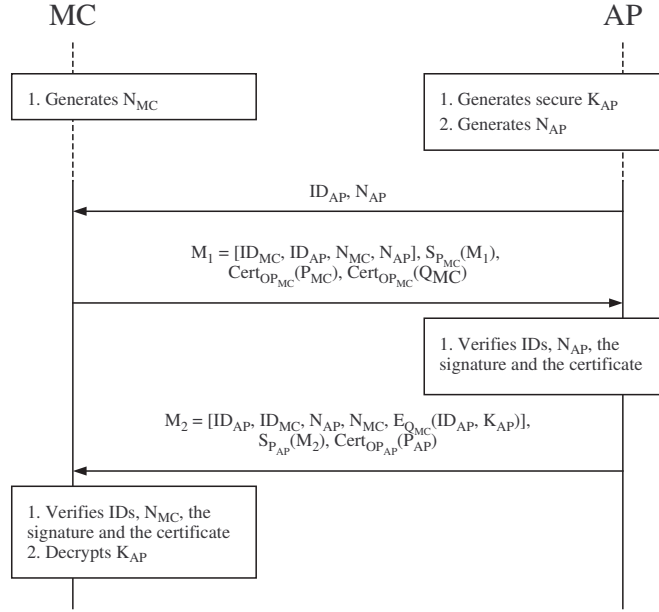 MC AP
1. Generates N_MC
1. Generates secure K_AP
2. Generates N_AP
ID_AP, N_AP
M_1 = [ID_MC, ID_AP, N_MC, N_AP], S_P_MC(M_1),
Cert_OP_MC(P_MC), Cert_OP_MC(Q_MC)
1. Verifies IDs, N_AP, the
signature and the certificate
M_2 = [ID_AP, ID_MC, N_AP, N_MC, E_Q_MC(ID_AP, K_AP)],
S_P_AP(M_2), Cert_OP_AP(P_AP)
1. Verifies IDs, N_MC, the
signature and the certificate
2. Decrypts K_AP